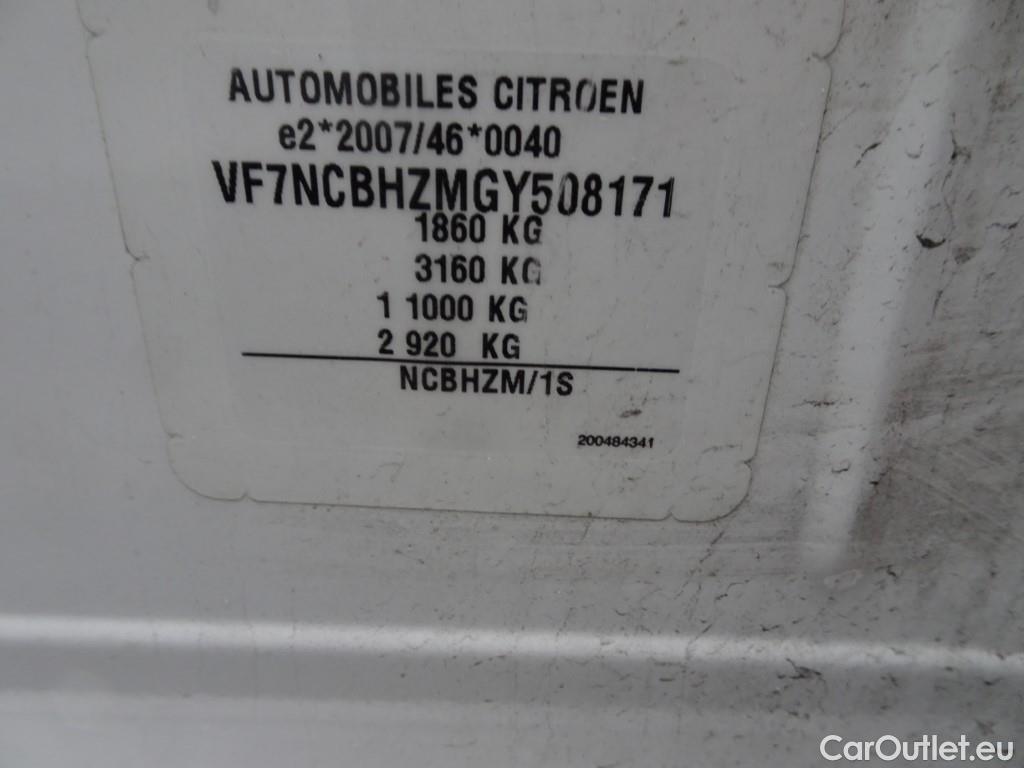 AUTOMOBILES CITROEN
e2*2007/46*0040
VF7NCBHZMGY508171
1860 KG
3160 KG
1 1000 KG
2 920 KG
NCBHZM/1S
200484341
CarOutlet.eu